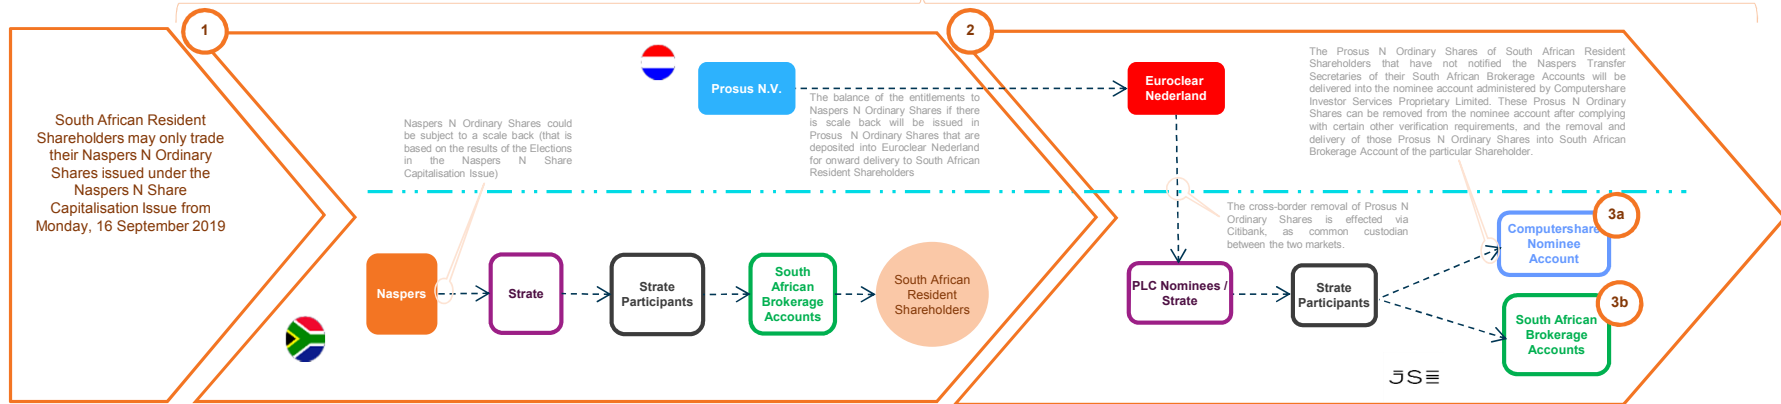 South African Resident
Shareholders may only trade
their Naspers N Ordinary
Shares issued under the
Naspers N Share
Capitalisation Issue from
Monday, 16 September 2019
1
Naspers N Ordinary Shares could
be subject to a scale back (that is
based on the results of the Elections
in the Naspers N Share
Capitalisation Issue)
Prosus N.V.
The balance of the entitlements to
Naspers N Ordinary Shares if there
is scale back will be issued in
Prosus N Ordinary Shares that are
deposited into Euroclear Nederland
for onward delivery to South African
Resident Shareholders
Naspers
Strate
Strate
Participants
South
African
Brokerage
Accounts
South African
Resident
Shareholders
2
Euroclear
Nederland
The Prosus N Ordinary Shares of South African Resident
Shareholders that have not notified the Naspers Transfer
Secretaries of their South African Brokerage Accounts will be
delivered into the nominee account administered by Computershare
Investor Services Proprietary Limited. These Prosus N Ordinary
Shares can be removed from the nominee account after complying
with certain other verification requirements, and the removal and
delivery of those Prosus N Ordinary Shares into South African
Brokerage Account of the particular Shareholder.
The cross-border removal of Prosus N
Ordinary Shares is effected via
Citibank, as common custodian
between the two markets.
PLC Nominees /
Strate
Strate
Participants
3a
Computershare
Nominee
Account
3b
South African
Brokerage
Accounts
JSE